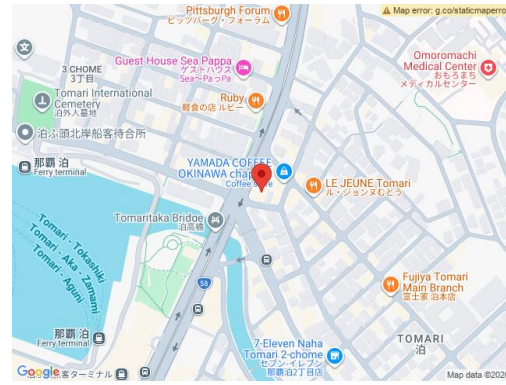 Pittsburgh Forum
ピッツバーグ・フォーラム
Map error: g.co/staticmaperro
Guest House Sea Pappa
ゲストハウス
Sea〜PaっPa
Omoromachi
Medical Center
おもろまち
メディカルセンター
3 CHOME
3丁目
Tomari International
Cemetery
泊外人墓地
Ruby
軽食の店 ルビー
泊ふ頭北岸船客待合所
那覇 泊
Ferry terminal
YAMADA COFFEE
OKINAWA chap
Coffee s
re
LE JEUNE Tomari
ル・ジョンヌむとう
Tomaritaka Bridge
泊高橋
Tomari - Tokashiki
Tomari - Aka - Zamami
Tomari - Aguni
58
Fujiya Tomari
Main Branch
富士家 泊本店
那覇 泊
Ferry terminal
7-Eleven Naha
Tomari 2-chome
セブン-イレブン
那覇泊2丁目店
TOMARI
泊
Google
旅客ターミナル
Map data ©2026